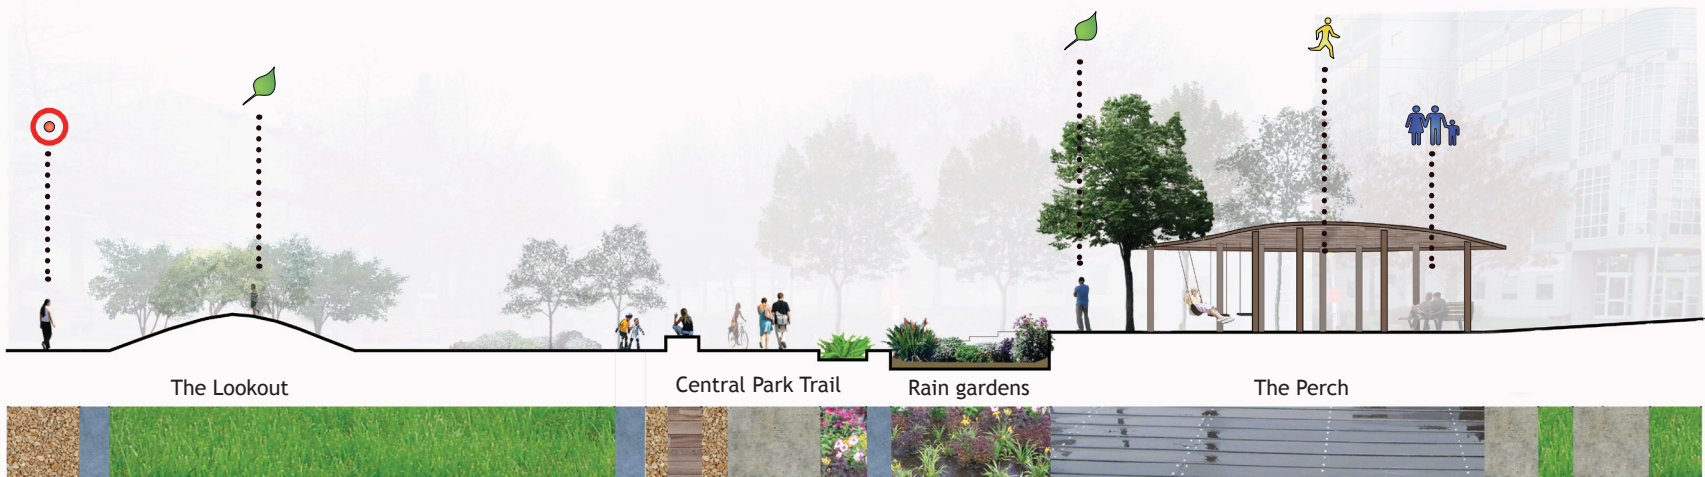 The Lookout
Central Park Trail
Rain gardens
The Perch